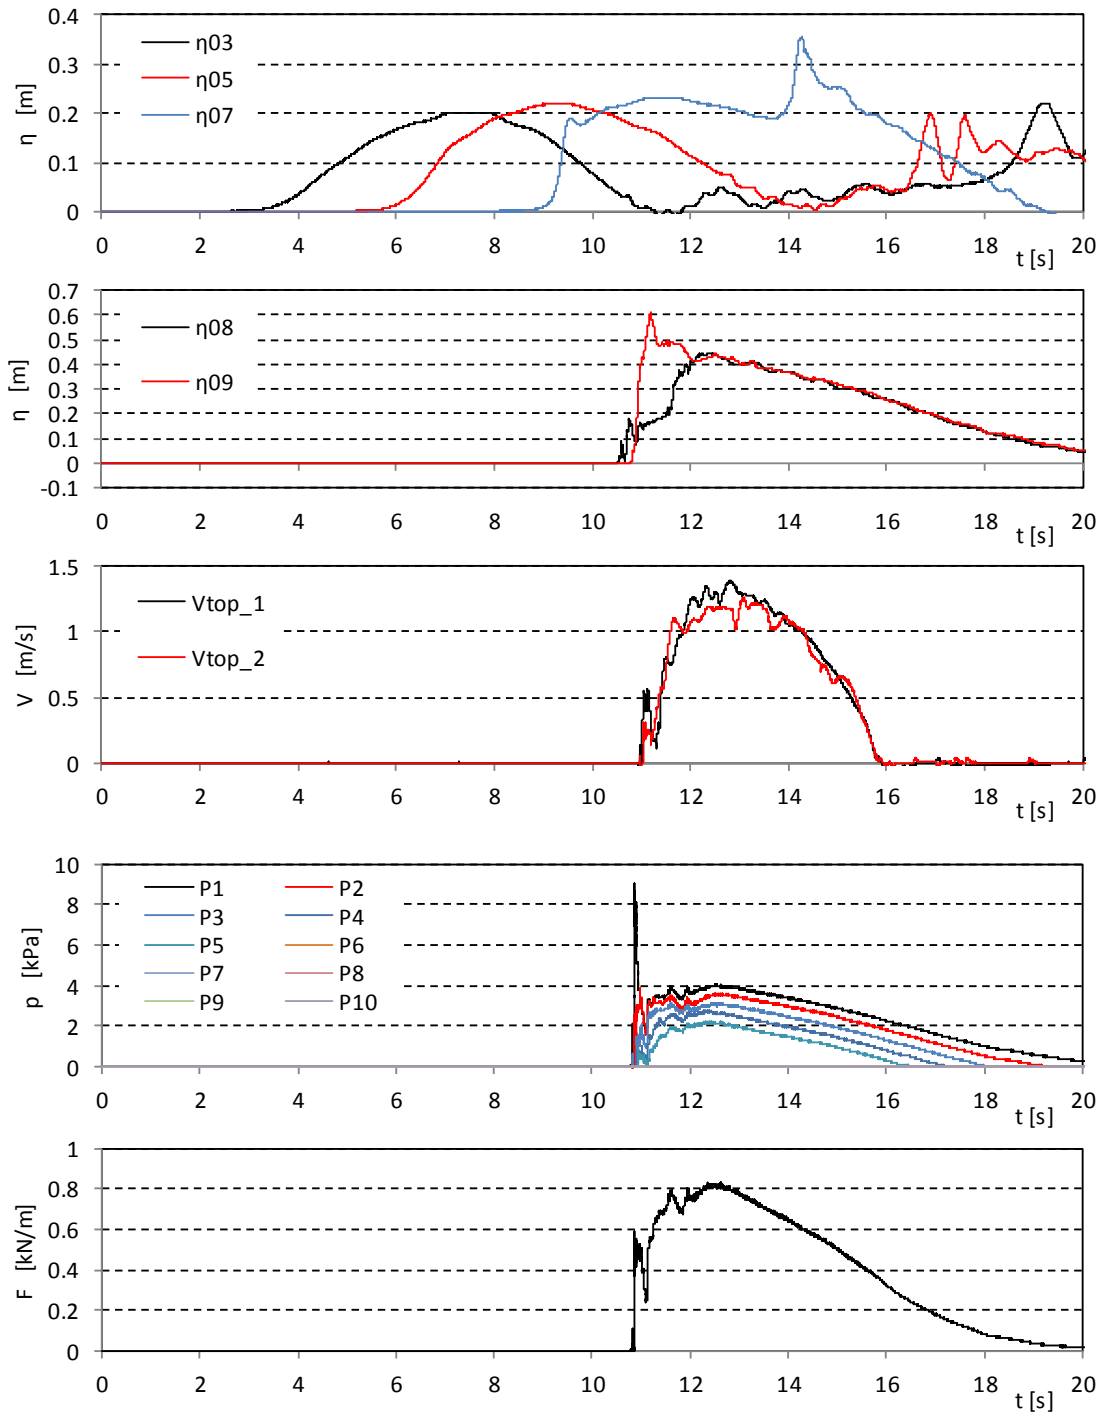 0.4
0.3
0.2
0.1
0
η [m]
η03
η05
η07
0 2 4 6 8 10 12 14 16 18 20
t [s]
0.7
0.6
0.5
0.4
0.3
0.2
0.1
0
-0.1
η [m]
η08
η09
0 2 4 6 8 10 12 14 16 18 20
t [s]
1.5
1
0.5
0
V [m/s]
Vtop_1
Vtop_2
0 2 4 6 8 10 12 14 16 18 20
t [s]
10
8
6
4
2
0
p [kPa]
P1 P2
P3 P4
P5 P6
P7 P8
P9 P10
0 2 4 6 8 10 12 14 16 18 20
t [s]
1
0.8
0.6
0.4
0.2
0
F [kN/m]
0 2 4 6 8 10 12 14 16 18 20
t [s]